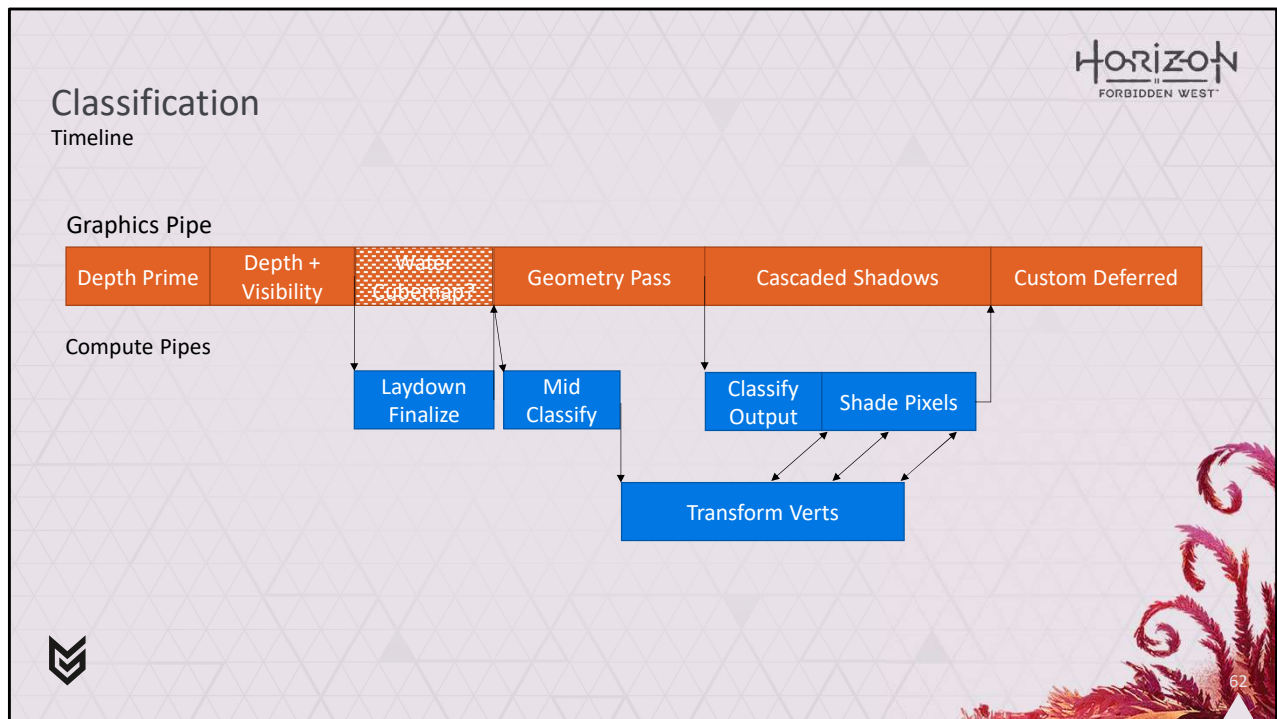 HORIZON
FORBIDDEN WEST™
Classification
Timeline
Graphics Pipe
Depth Prime
Depth +
Visibility
Water
Cubemap?
Geometry Pass
Cascaded Shadows
Custom Deferred
Compute Pipes
Laydown
Finalize
Mid
Classify
Classify
Output
Shade Pixels
Transform Verts
62